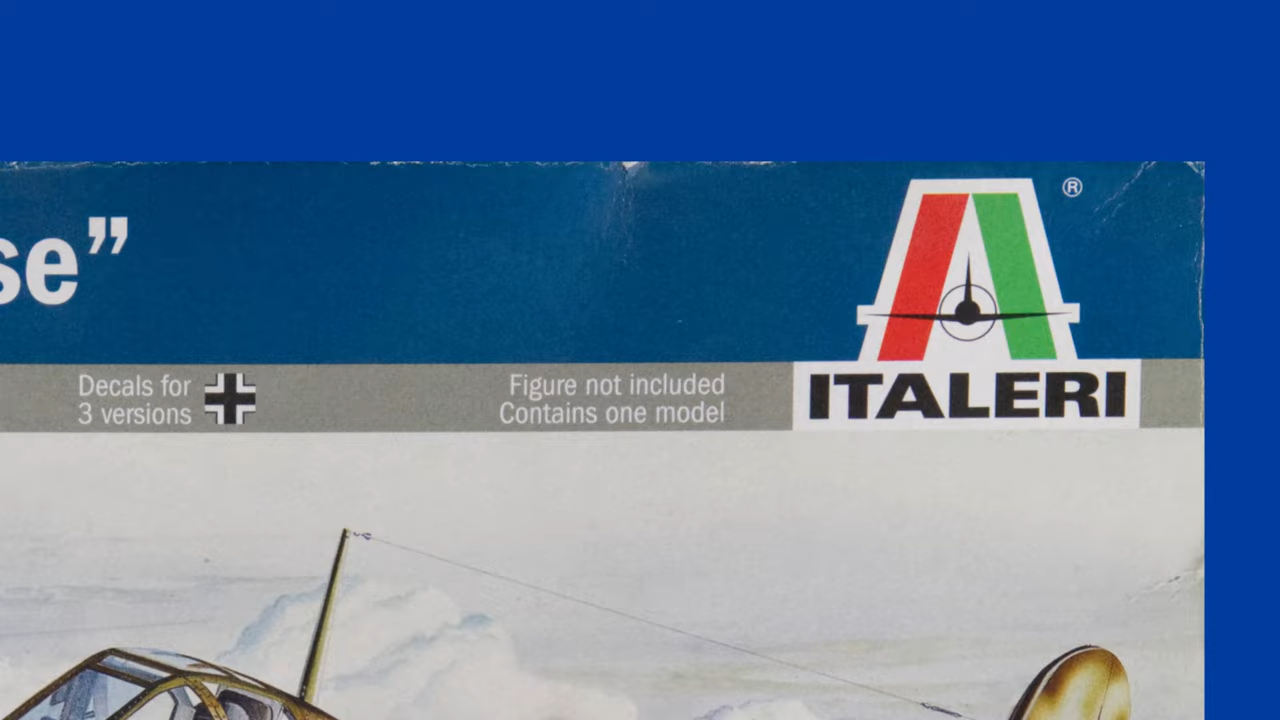 se”
®
Decals for
3 versions
Figure not included
Contains one model
ITALERI